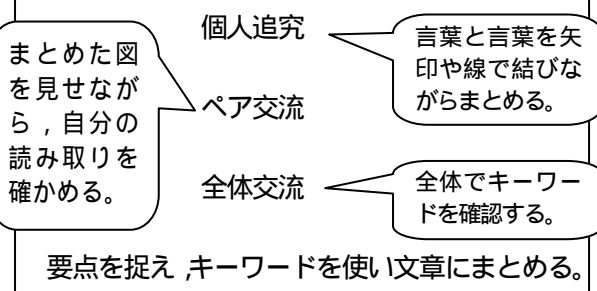 個人追究
言葉と言葉を矢
印や線で結びな
がらまとめる。
まとめた図
を見せなが
ら，自分の
読み取りを
確かめる。
ペア交流
全体交流
全体でキーワー
ドを確認する。
要点を捉え，キーワードを使い文章にまとめる。